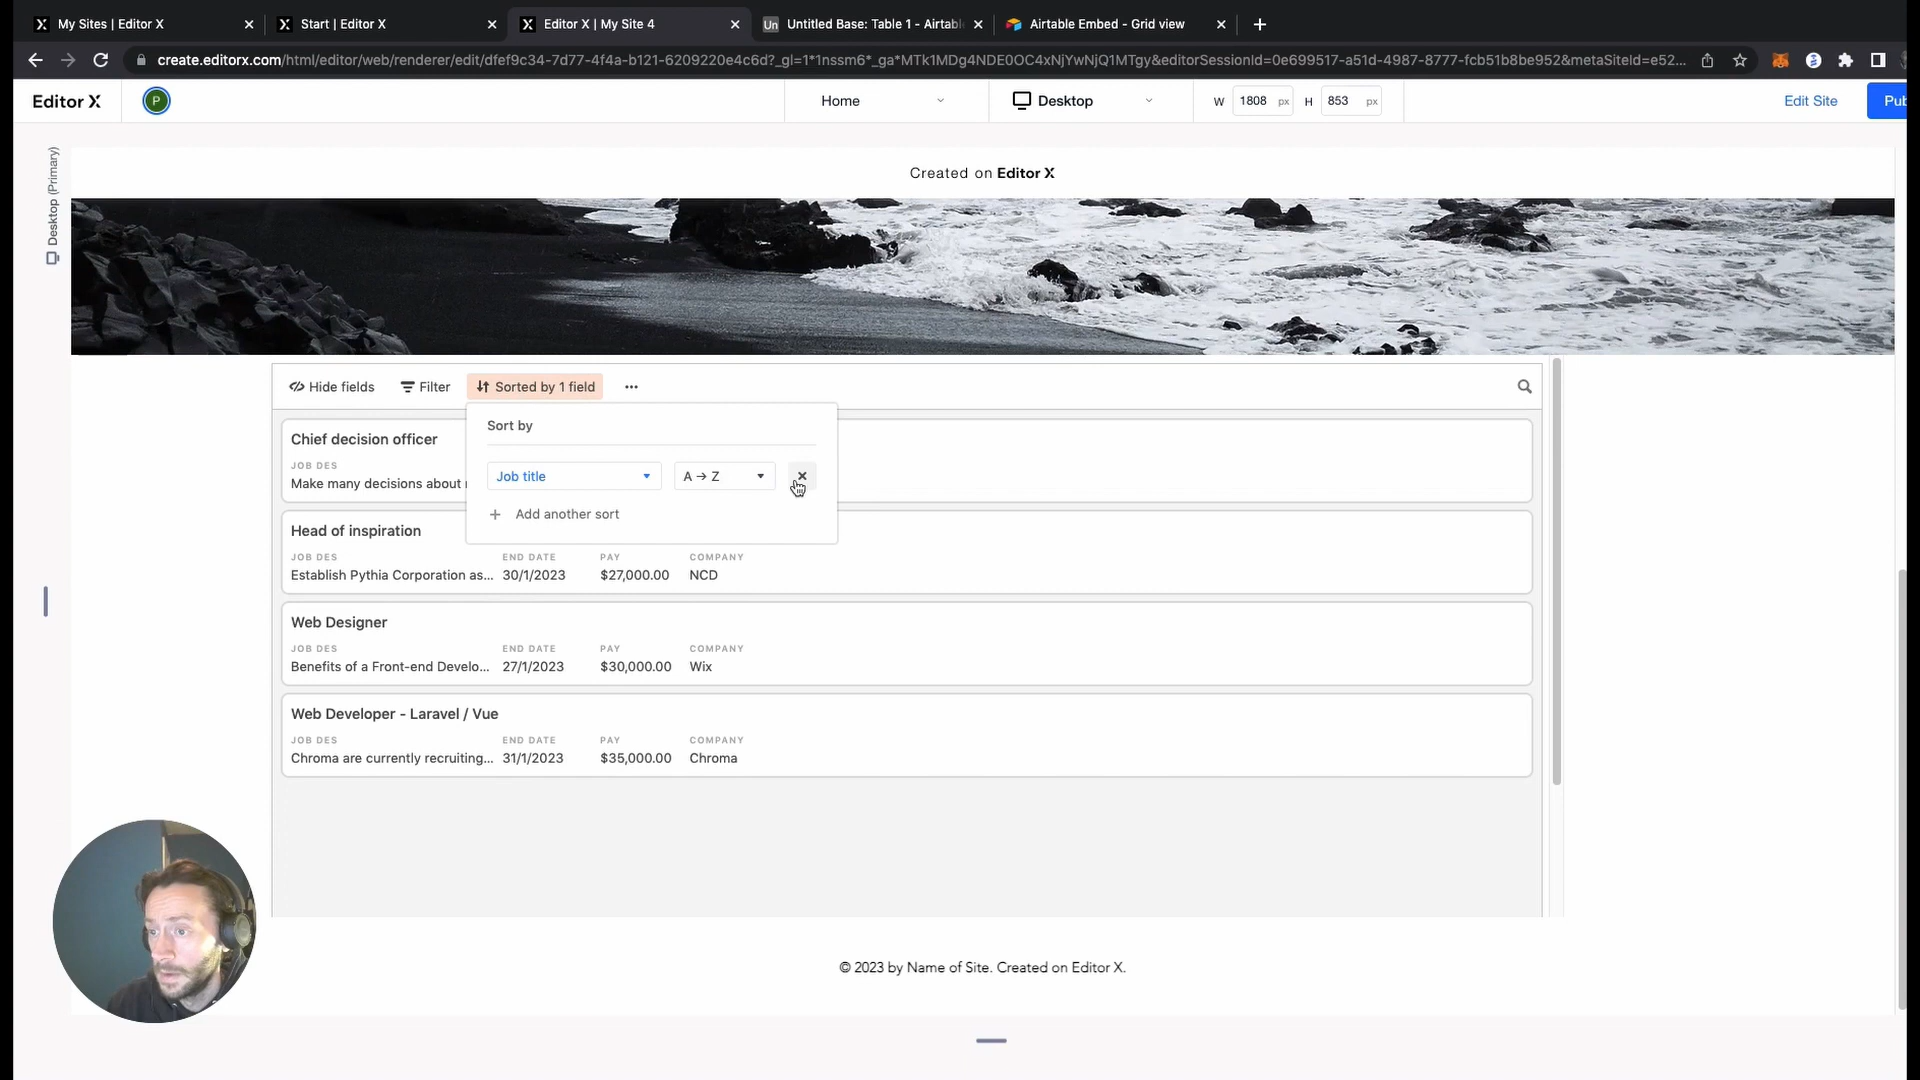 My Sites | Editor X
Start | Editor X
Editor X | My Site 4
Un Untitled Base: Table 1 - Airtabl
Airtable Embed - Grid view
create.editorx.com/html/editor/web/renderer/edit/dfef9c34-7d77-4f4a-b121-6209220e4c6d?_gl=1*1nssm6*_ga*MTk1MDg4NDE0OC4xNjYwNjQ1MTgy&editorSessionId=0e699517-a51d-4987-8777-fcb51b8be952&metaSiteId=e52...
Editor X
P
Home
Desktop
W 1808 px H 853 px
Edit Site
Pub
Desktop (Primary)
Created on Editor X
Hide fields
Filter
Sorted by 1 field
Sort by
Job title
A → Z
Add another sort
Chief decision officer
JOB DES
Make many decisions about
Head of inspiration
JOB DES END DATE PAY COMPANY
Establish Pythia Corporation as... 30/1/2023 $27,000.00 NCD
Web Designer
JOB DES END DATE PAY COMPANY
Benefits of a Front-end Develo... 27/1/2023 $30,000.00 Wix
Web Developer - Laravel / Vue
JOB DES END DATE PAY COMPANY
Chroma are currently recruiting... 31/1/2023 $35,000.00 Chroma
© 2023 by Name of Site. Created on Editor X.